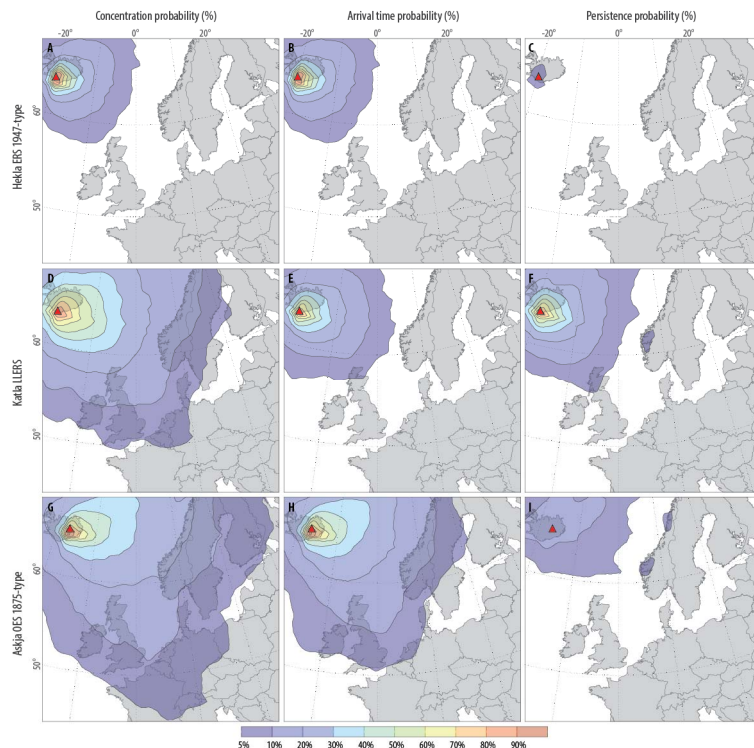 Concentration probability (%) Arrival time probability (%) Persistence probability (%)
-20° 0° 20° -20° 0° 20° -20° 0° 20°
A B C
Hekla ERS 1947-type
60°
50°
D E F
Katla LLERS
60°
50°
G H I
Askja OES 1875-type
60°
50°
5% 10% 20% 30% 40% 50% 60% 70% 80% 90%